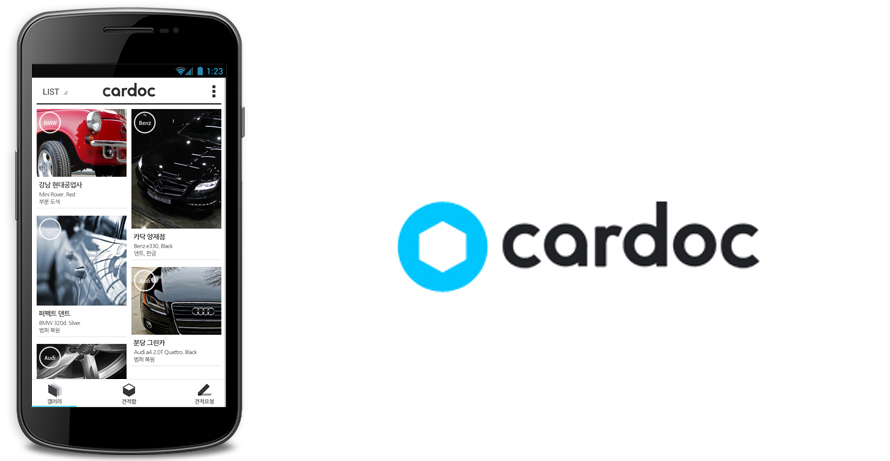 1:23
LIST
cardoc
BMW
강남 현대공업사
Mini Rover. Red
부분 도색
Benz
카닥 양재점
Benz e330. Black
덴트, 판금
퍼펙트 덴트
BMW 320d, Silver
범퍼 복원
Audi
분당 그린카
Audi a4 2.0T Quattro. Black
범퍼 복원
Audi
갤러리
견적함
견적요청
cardoc